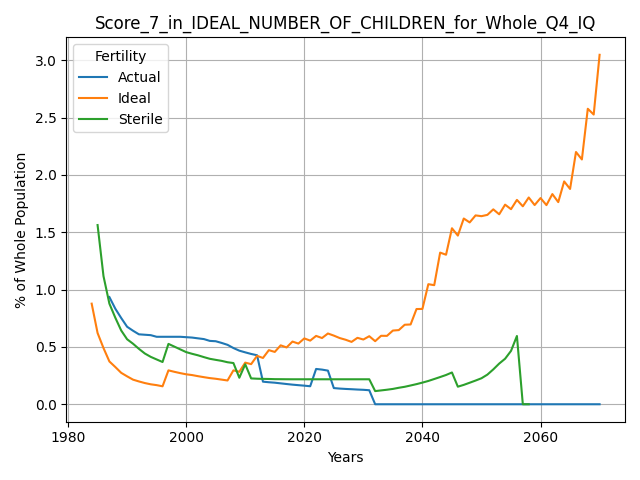 Score_7_in_IDEAL_NUMBER_OF_CHILDREN_for_Whole_Q4_IQ
Fertility
Actual
Ideal
Sterile
% of Whole Population
3.0
2.5
2.0
1.5
1.0
0.5
0.0
1980
2000
2020
2040
2060
Years